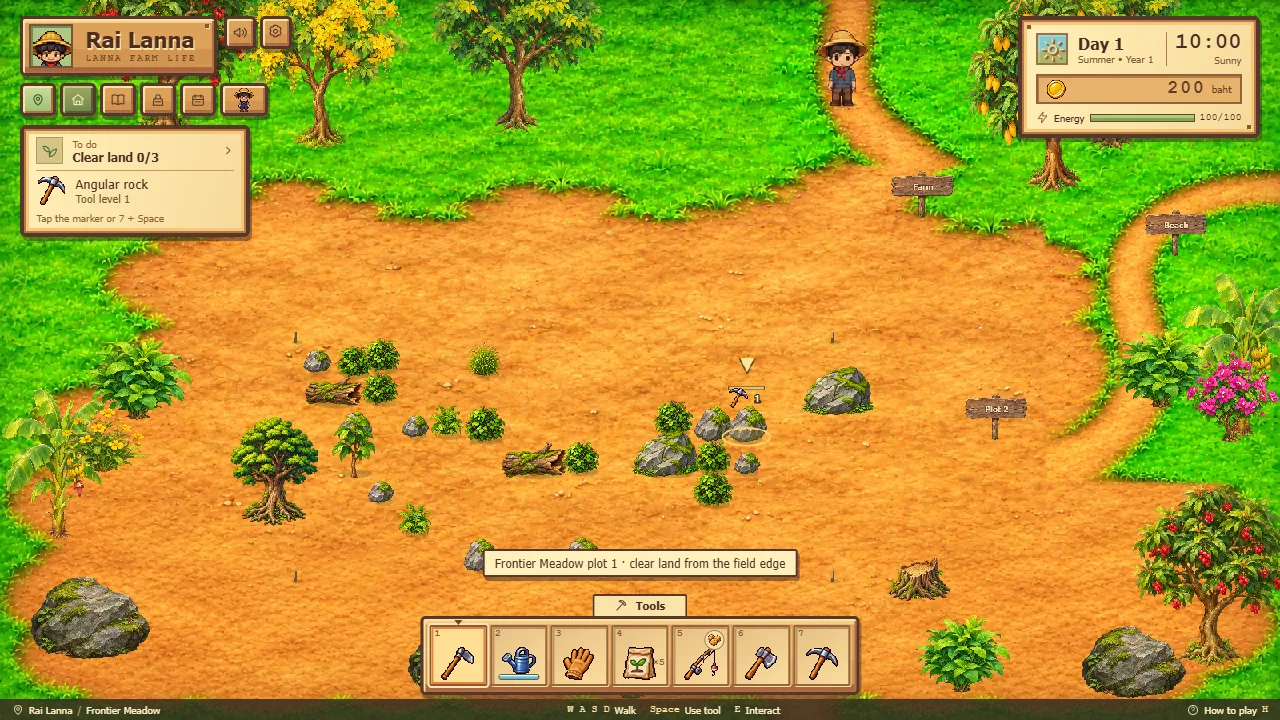 Rai Lanna
LANNA FARM LIFE
To do
Clear land 0/3
Angular rock
Tool level 1
Tap the marker or 7 + Space
Day 1
Summer • Year 1
10:00
Sunny
200 baht
Energy
100/100
Farm
Beach
1
Plot 2
Frontier Meadow plot 1 · clear land from the field edge
Tools
1
2
3
4
×5
5
6
7
Rai Lanna / Frontier Meadow
W A S D Walk
Space Use tool
E Interact
How to play H